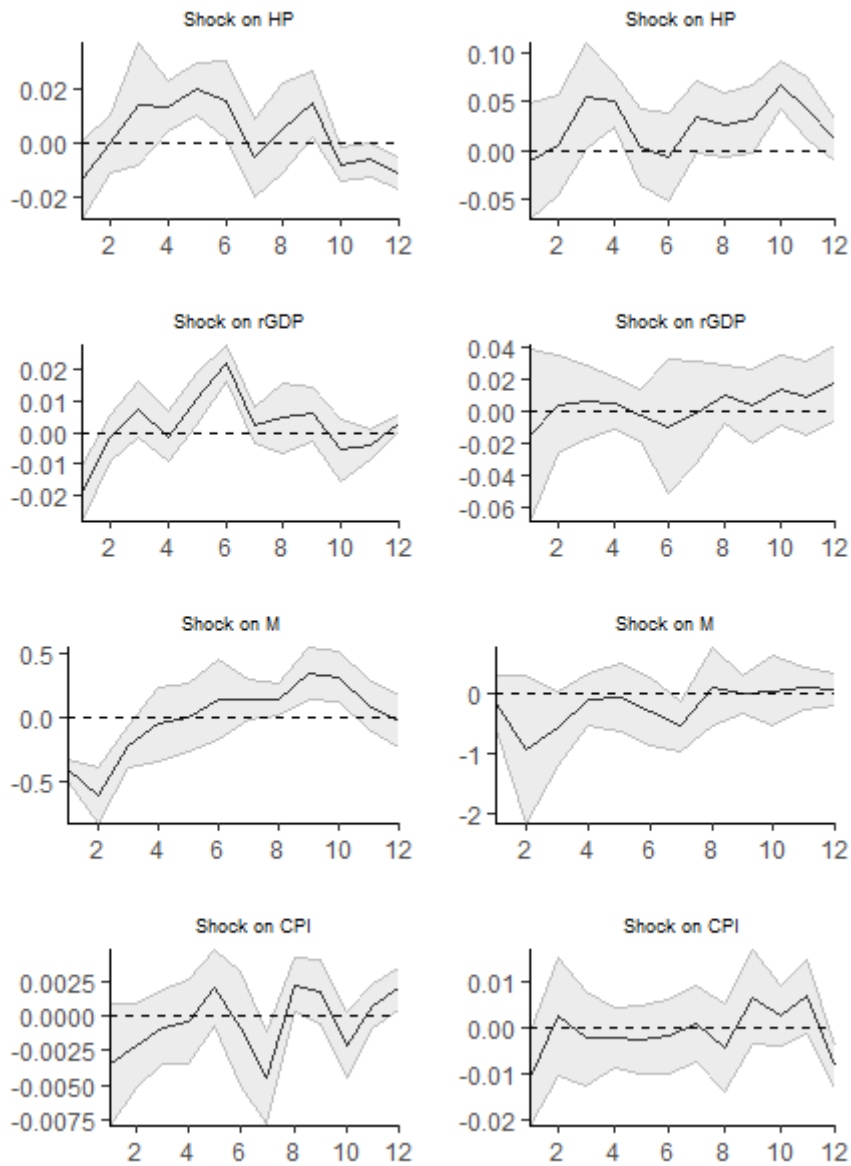 Shock on HP
0.02
0.00
-0.02
2 4 6 8 10 12
Shock on HP
0.10
0.05
0.00
-0.05
2 4 6 8 10 12
Shock on rGDP
0.02
0.01
0.00
-0.01
-0.02
2 4 6 8 10 12
Shock on rGDP
0.04
0.02
0.00
-0.02
-0.04
-0.06
2 4 6 8 10 12
Shock on M
0.5
0.0
-0.5
2 4 6 8 10 12
Shock on M
0
-1
-2
2 4 6 8 10 12
Shock on CPI
0.0025
0.0000
-0.0025
-0.0050
-0.0075
2 4 6 8 10 12
Shock on CPI
0.01
0.00
-0.01
-0.02
2 4 6 8 10 12